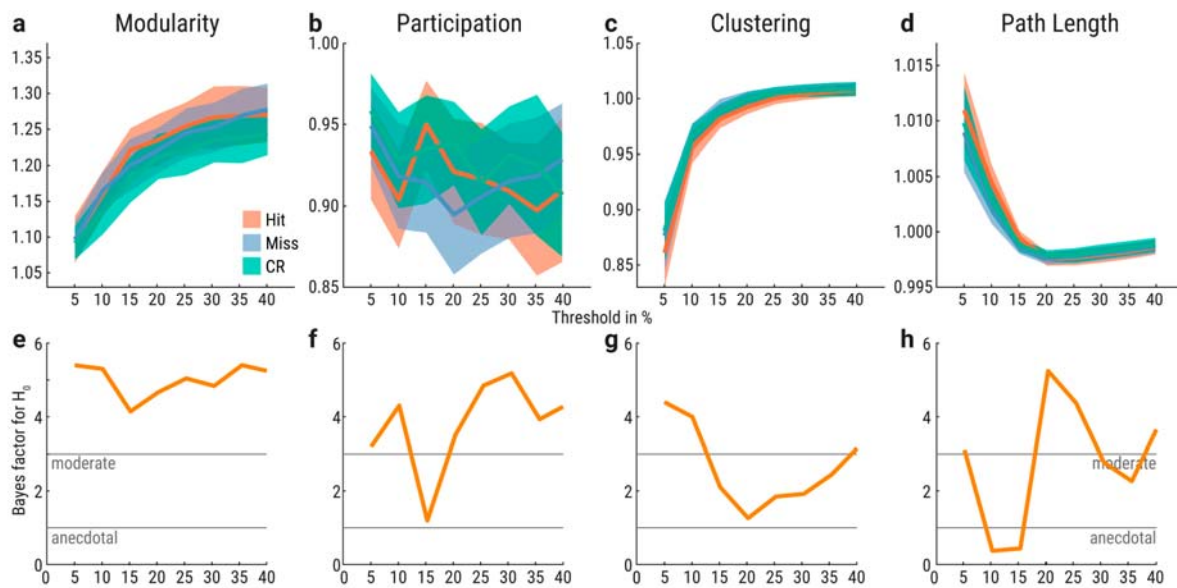 a Modularity b Participation c Clustering d Path Length
1.35 1.00 1.05 1.015
1.30
1.25 0.95 1.00 1.010
1.20 0.95
1.15 0.90 0.90 1.005
1.10 1.000
1.05 0.85 0.85 0.995
Hit
Miss
CR
5 10 15 20 25 30 35 40 5 10 15 20 25 30 35 40 5 10 15 20 25 30 35 40 5 10 15 20 25 30 35 40
Threshold in %
e f g h
Bayes factor for H0
6 6 6 6
4 4 4 4
moderate moderate
2 2 2 2
anecdotal anecdotal
0 0 0 0
0 5 10 15 20 25 30 35 40 0 5 10 15 20 25 30 35 40 0 5 10 15 20 25 30 35 40 0 5 10 15 20 25 30 35 40